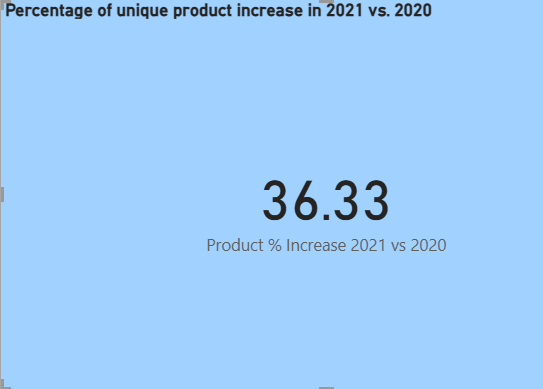 Percentage of unique product increase in 2021 vs. 2020
36.33
Product % Increase 2021 vs 2020